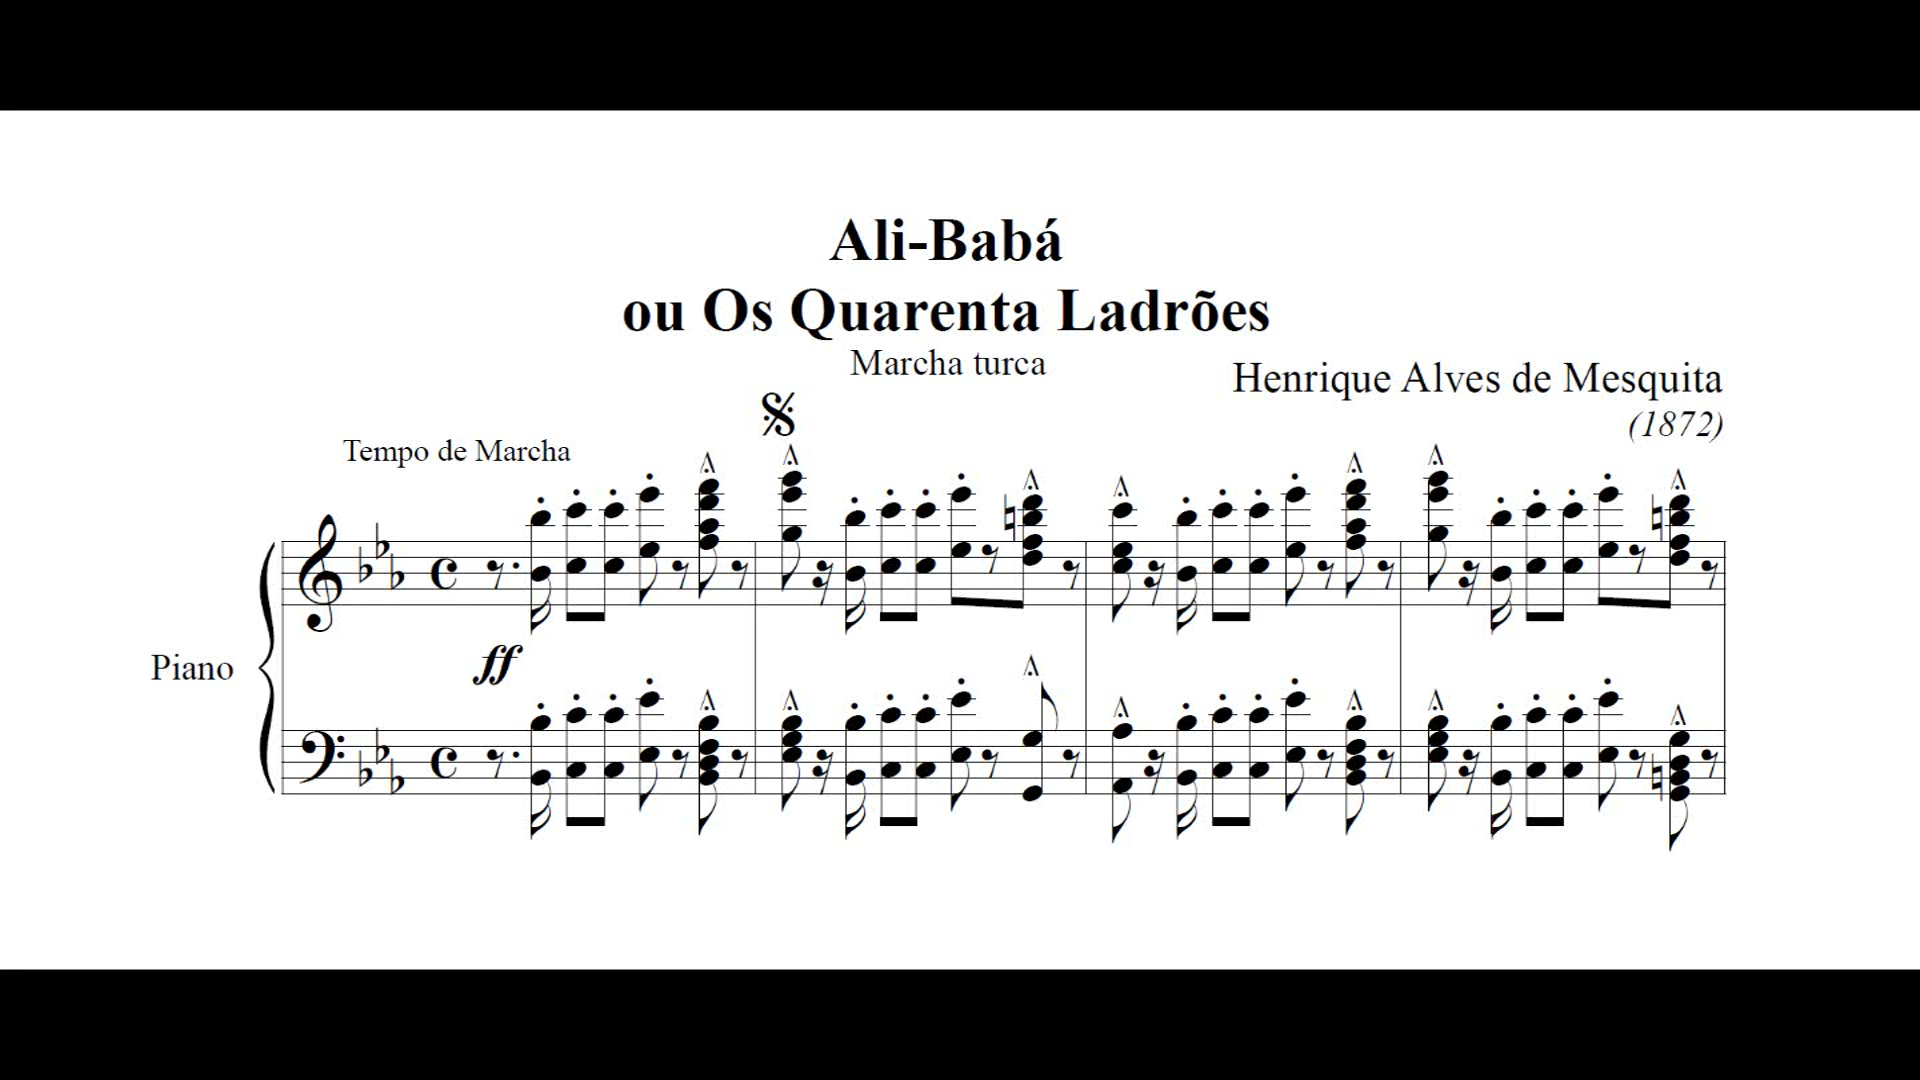 Ali-Babá
ou Os Quarenta Ladrões
Marcha turca
Henrique Alves de Mesquita
(1872)
Tempo de Marcha
ff
Piano